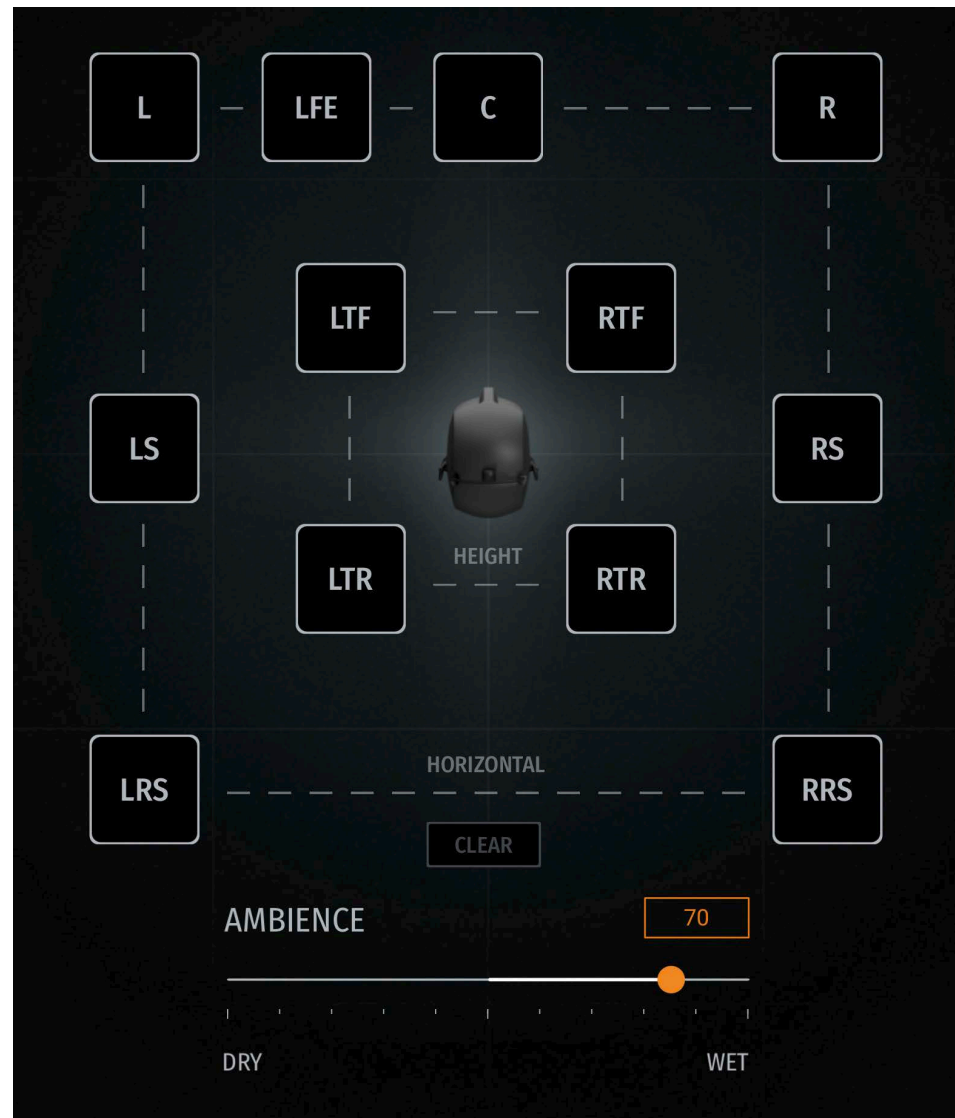 L LFE C R
LTF RTF
LS RS
HEIGHT
LTR RTR
HORIZONTAL
LRS RRS
CLEAR
AMBIENCE 70
DRY WET